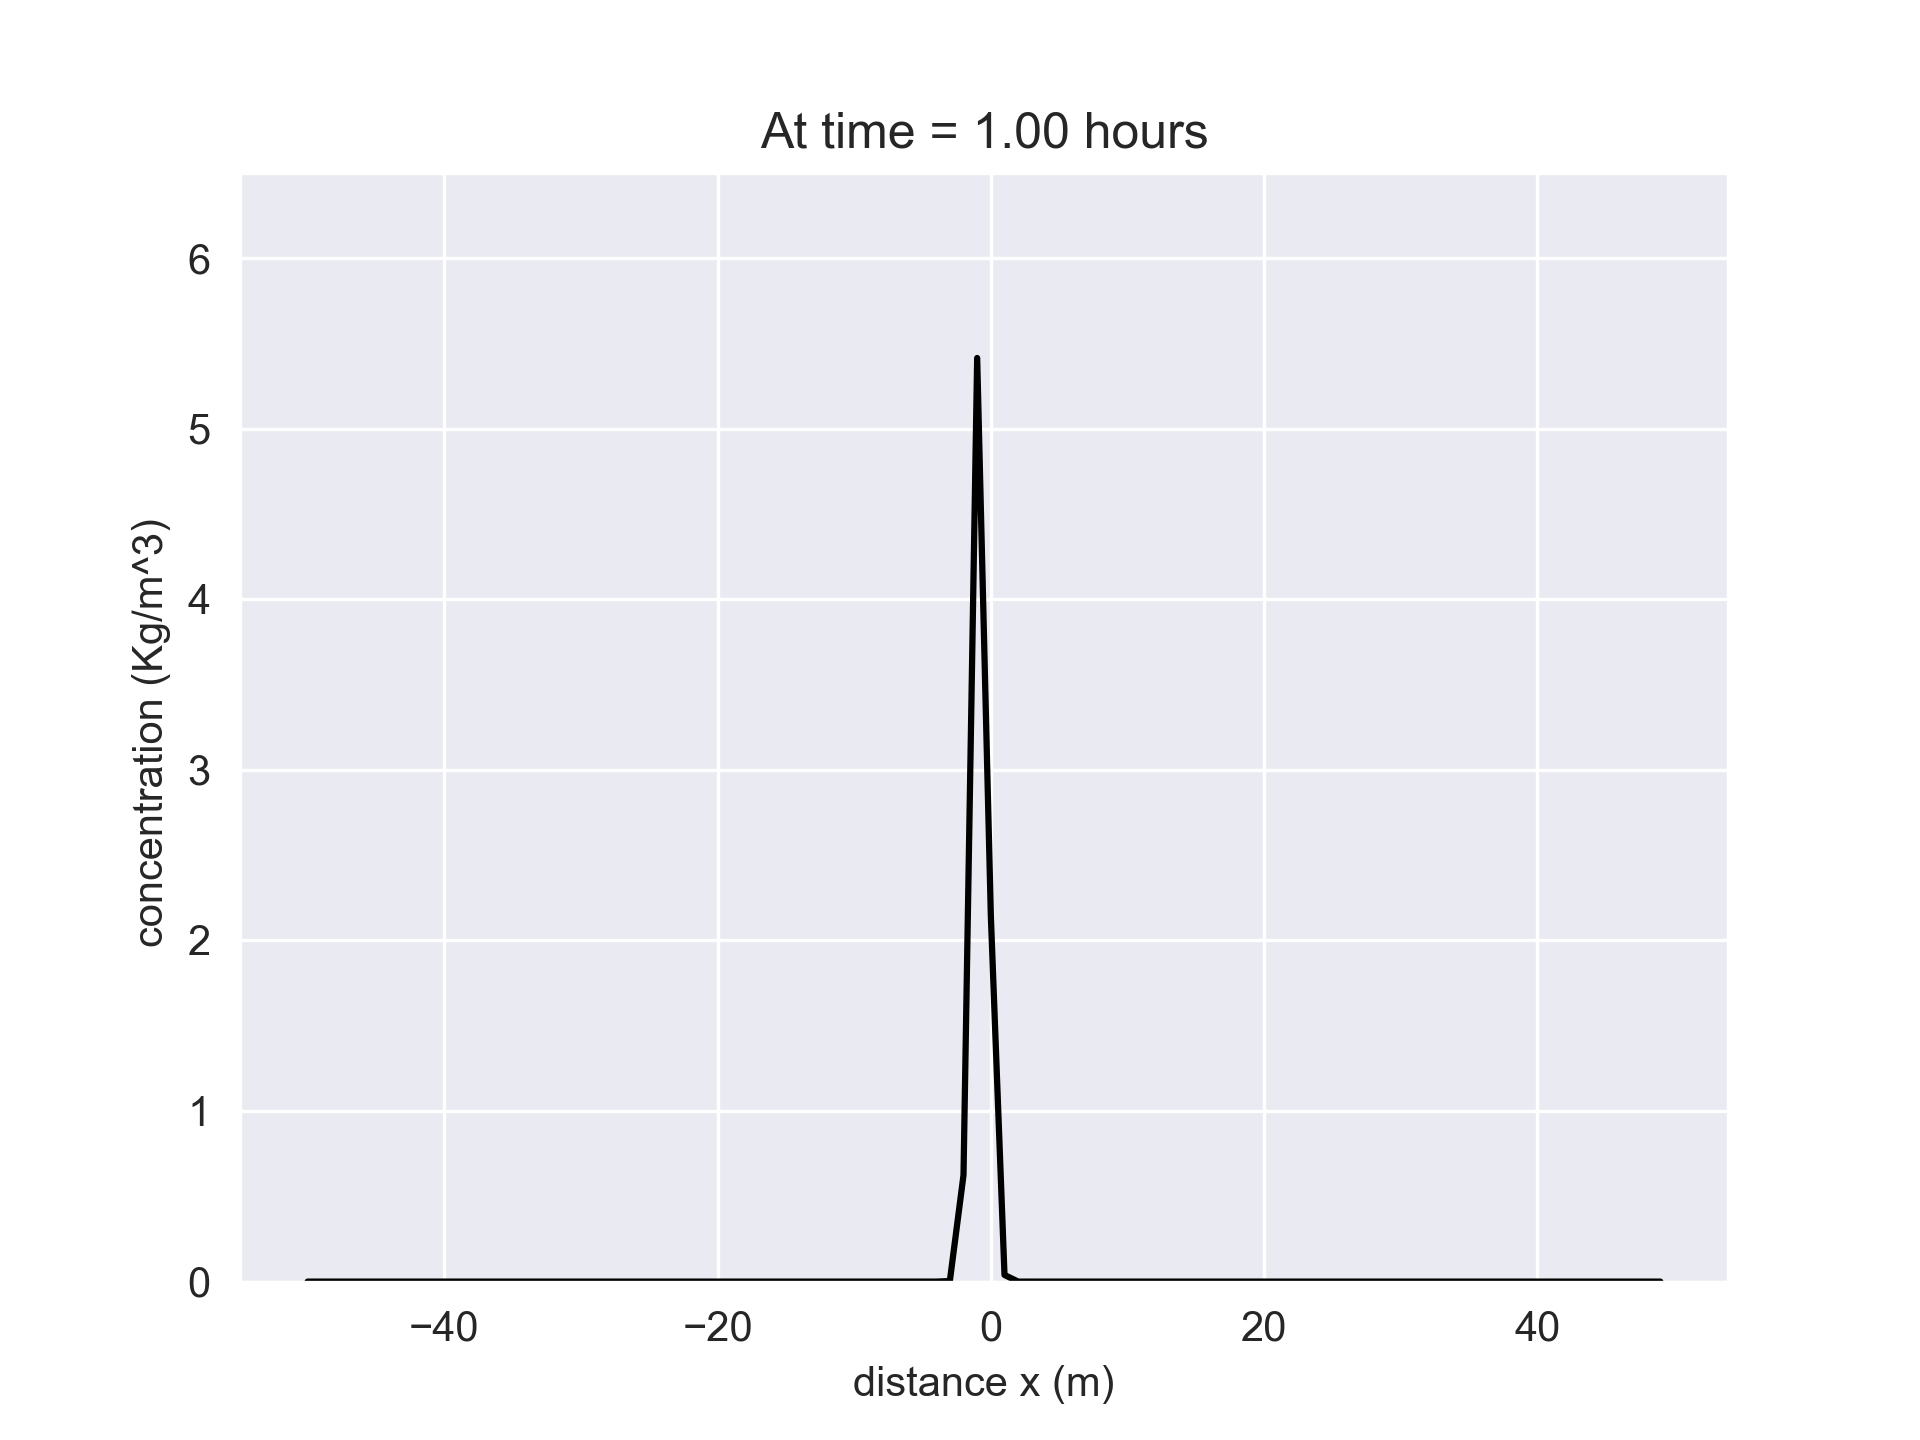 At time = 1.00 hours
concentration (Kg/m^3)
6
5
4
3
2
1
0
−40 −20 0 20 40
distance x (m)